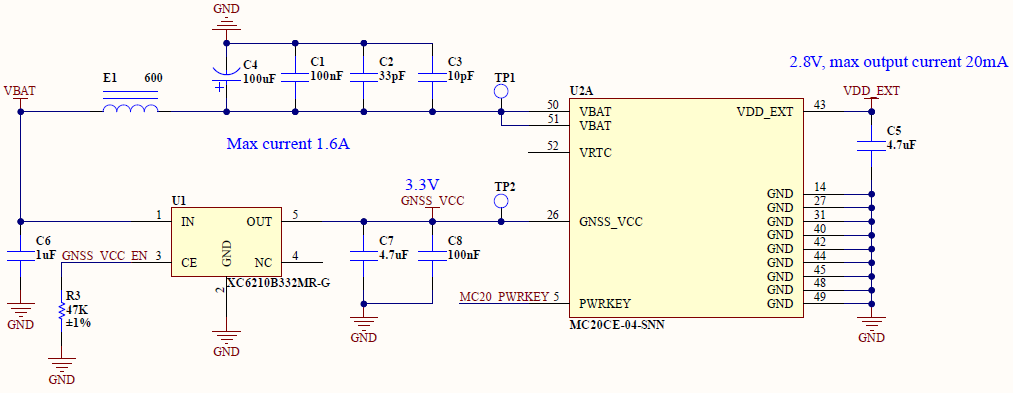 GND
2.8V, max output current 20mA
E1 600
C4
100uF
C1
100nF
C2
33pF
C3
10pF
TP1
U2A
VBAT
VDD_EXT
50 VBAT VDD_EXT 43
51 VBAT
C5
4.7uF
Max current 1.6A
52 VRTC
3.3V
GNSS_VCC
TP2
U1
GND 14
GND 27
1 IN OUT 5
26 GNSS_VCC GND 31
GND 40
C6
1uF
GNSS_VCC_EN 3 CE GND NC 4
C7
4.7uF
C8
100nF
GND 42
GND 44
GND 45
XC6210B332MR-G
2
GND 48
R3
47K
±1%
MC20_PWRKEY 5 PWRKEY GND 49
GND
MC20CE-04-SNN
GND
GND
GND
GND